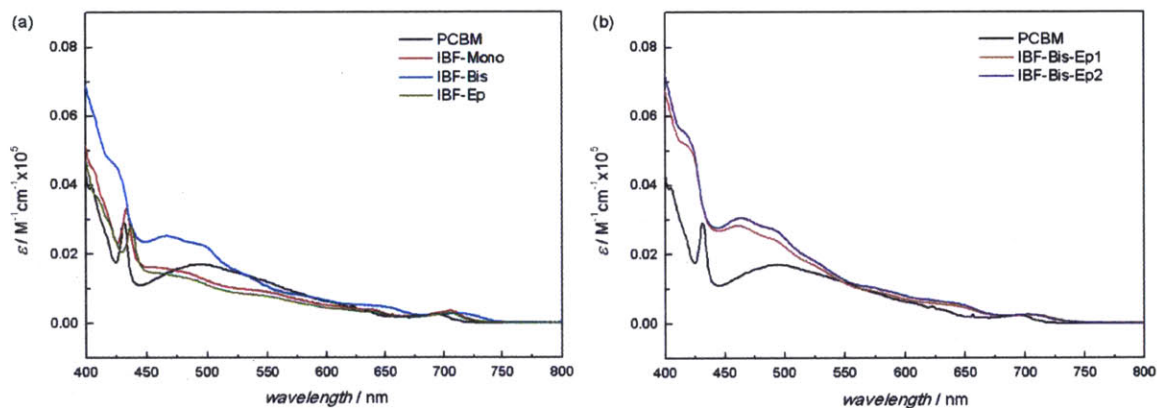 (a)
0.08
0.06
0.04
0.02
0.00
ε / M⁻¹cm⁻¹x10⁵
PCBM
IBF-Mono
IBF-Bis
IBF-Ep
400 450 500 550 600 650 700 750 800
wavelength / nm
(b)
0.08
0.06
0.04
0.02
0.00
ε / M⁻¹cm⁻¹x10⁵
PCBM
IBF-Bis-Ep1
IBF-Bis-Ep2
400 450 500 550 600 650 700 750 800
wavelength / nm